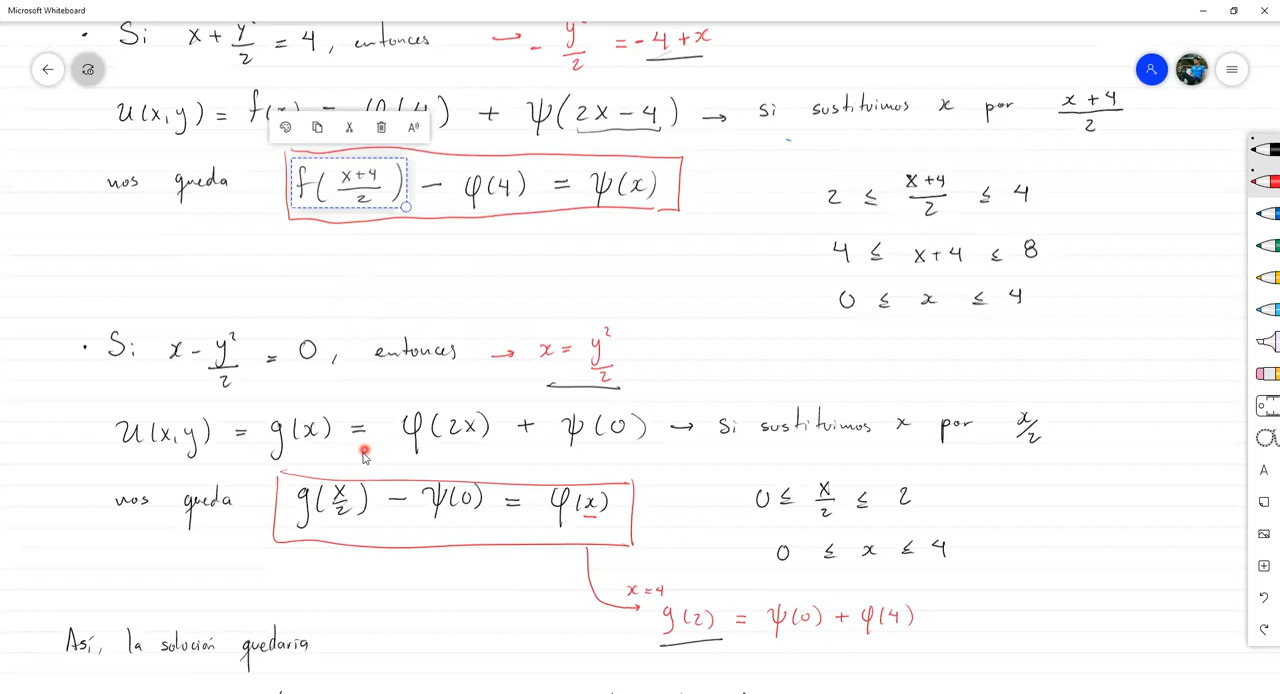 Microsoft Whiteboard
· Si x + y²/2 = 4, entonces → - y²/2 = -4 + x
u(x,y) = f(x) = φ(4) + ψ(2x - 4) → si sustituimos x por (x+4)/2
nos queda f((x+4)/2) - φ(4) = ψ(x)
2 ≤ (x+4)/2 ≤ 4
4 ≤ x+4 ≤ 8
0 ≤ x ≤ 4
· Si x - y²/2 = 0, entonces → x = y²/2
u(x,y) = g(x) = φ(2x) + ψ(0) → si sustituimos x por x/2
nos queda g(x/2) - ψ(0) = φ(x)
0 ≤ x/2 ≤ 2
0 ≤ x ≤ 4
x=4
g(2) = ψ(0) + φ(4)
Así, la solución quedaría